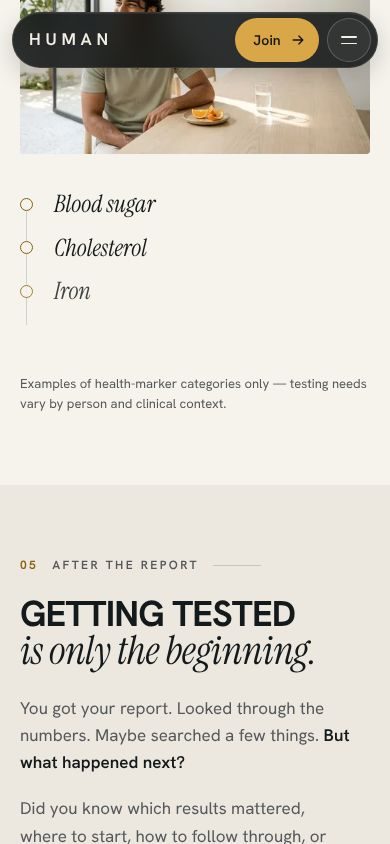 HUMAN
Join →
Blood sugar
Cholesterol
Iron
Examples of health-marker categories only — testing needs
vary by person and clinical context.
05 AFTER THE REPORT
GETTING TESTED
is only the beginning.
You got your report. Looked through the
numbers. Maybe searched a few things. But
what happened next?
Did you know which results mattered,
where to start, how to follow through, or